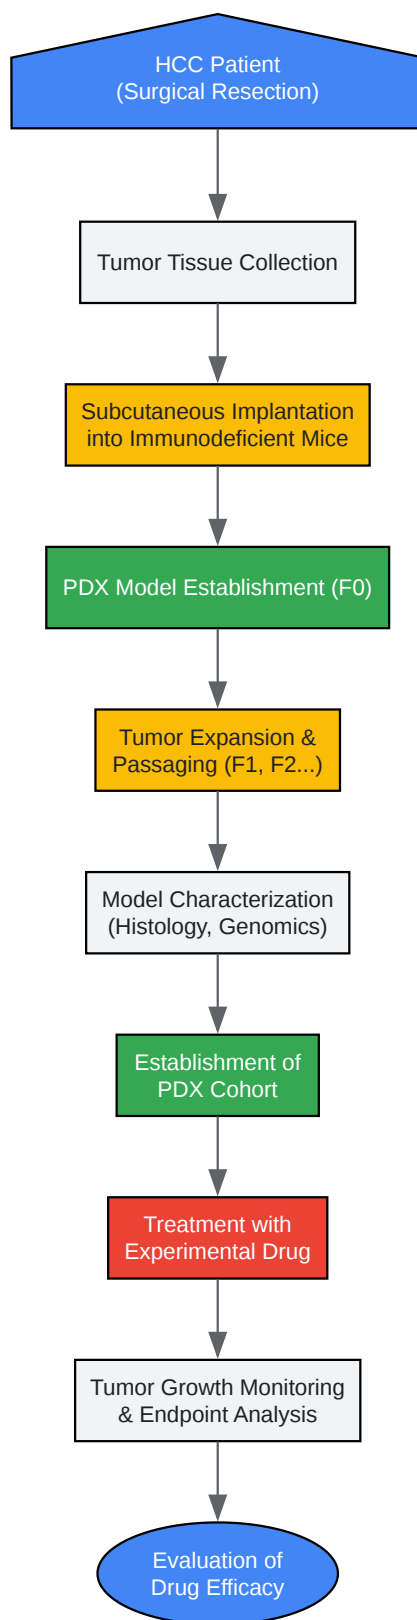 HCC Patient
(Surgical Resection)
Tumor Tissue Collection
Subcutaneous Implantation
into Immunodeficient Mice
PDX Model Establishment (F0)
Tumor Expansion &
Passaging (F1, F2...)
Model Characterization
(Histology, Genomics)
Establishment of
PDX Cohort
Treatment with
Experimental Drug
Tumor Growth Monitoring
& Endpoint Analysis
Evaluation of
Drug Efficacy